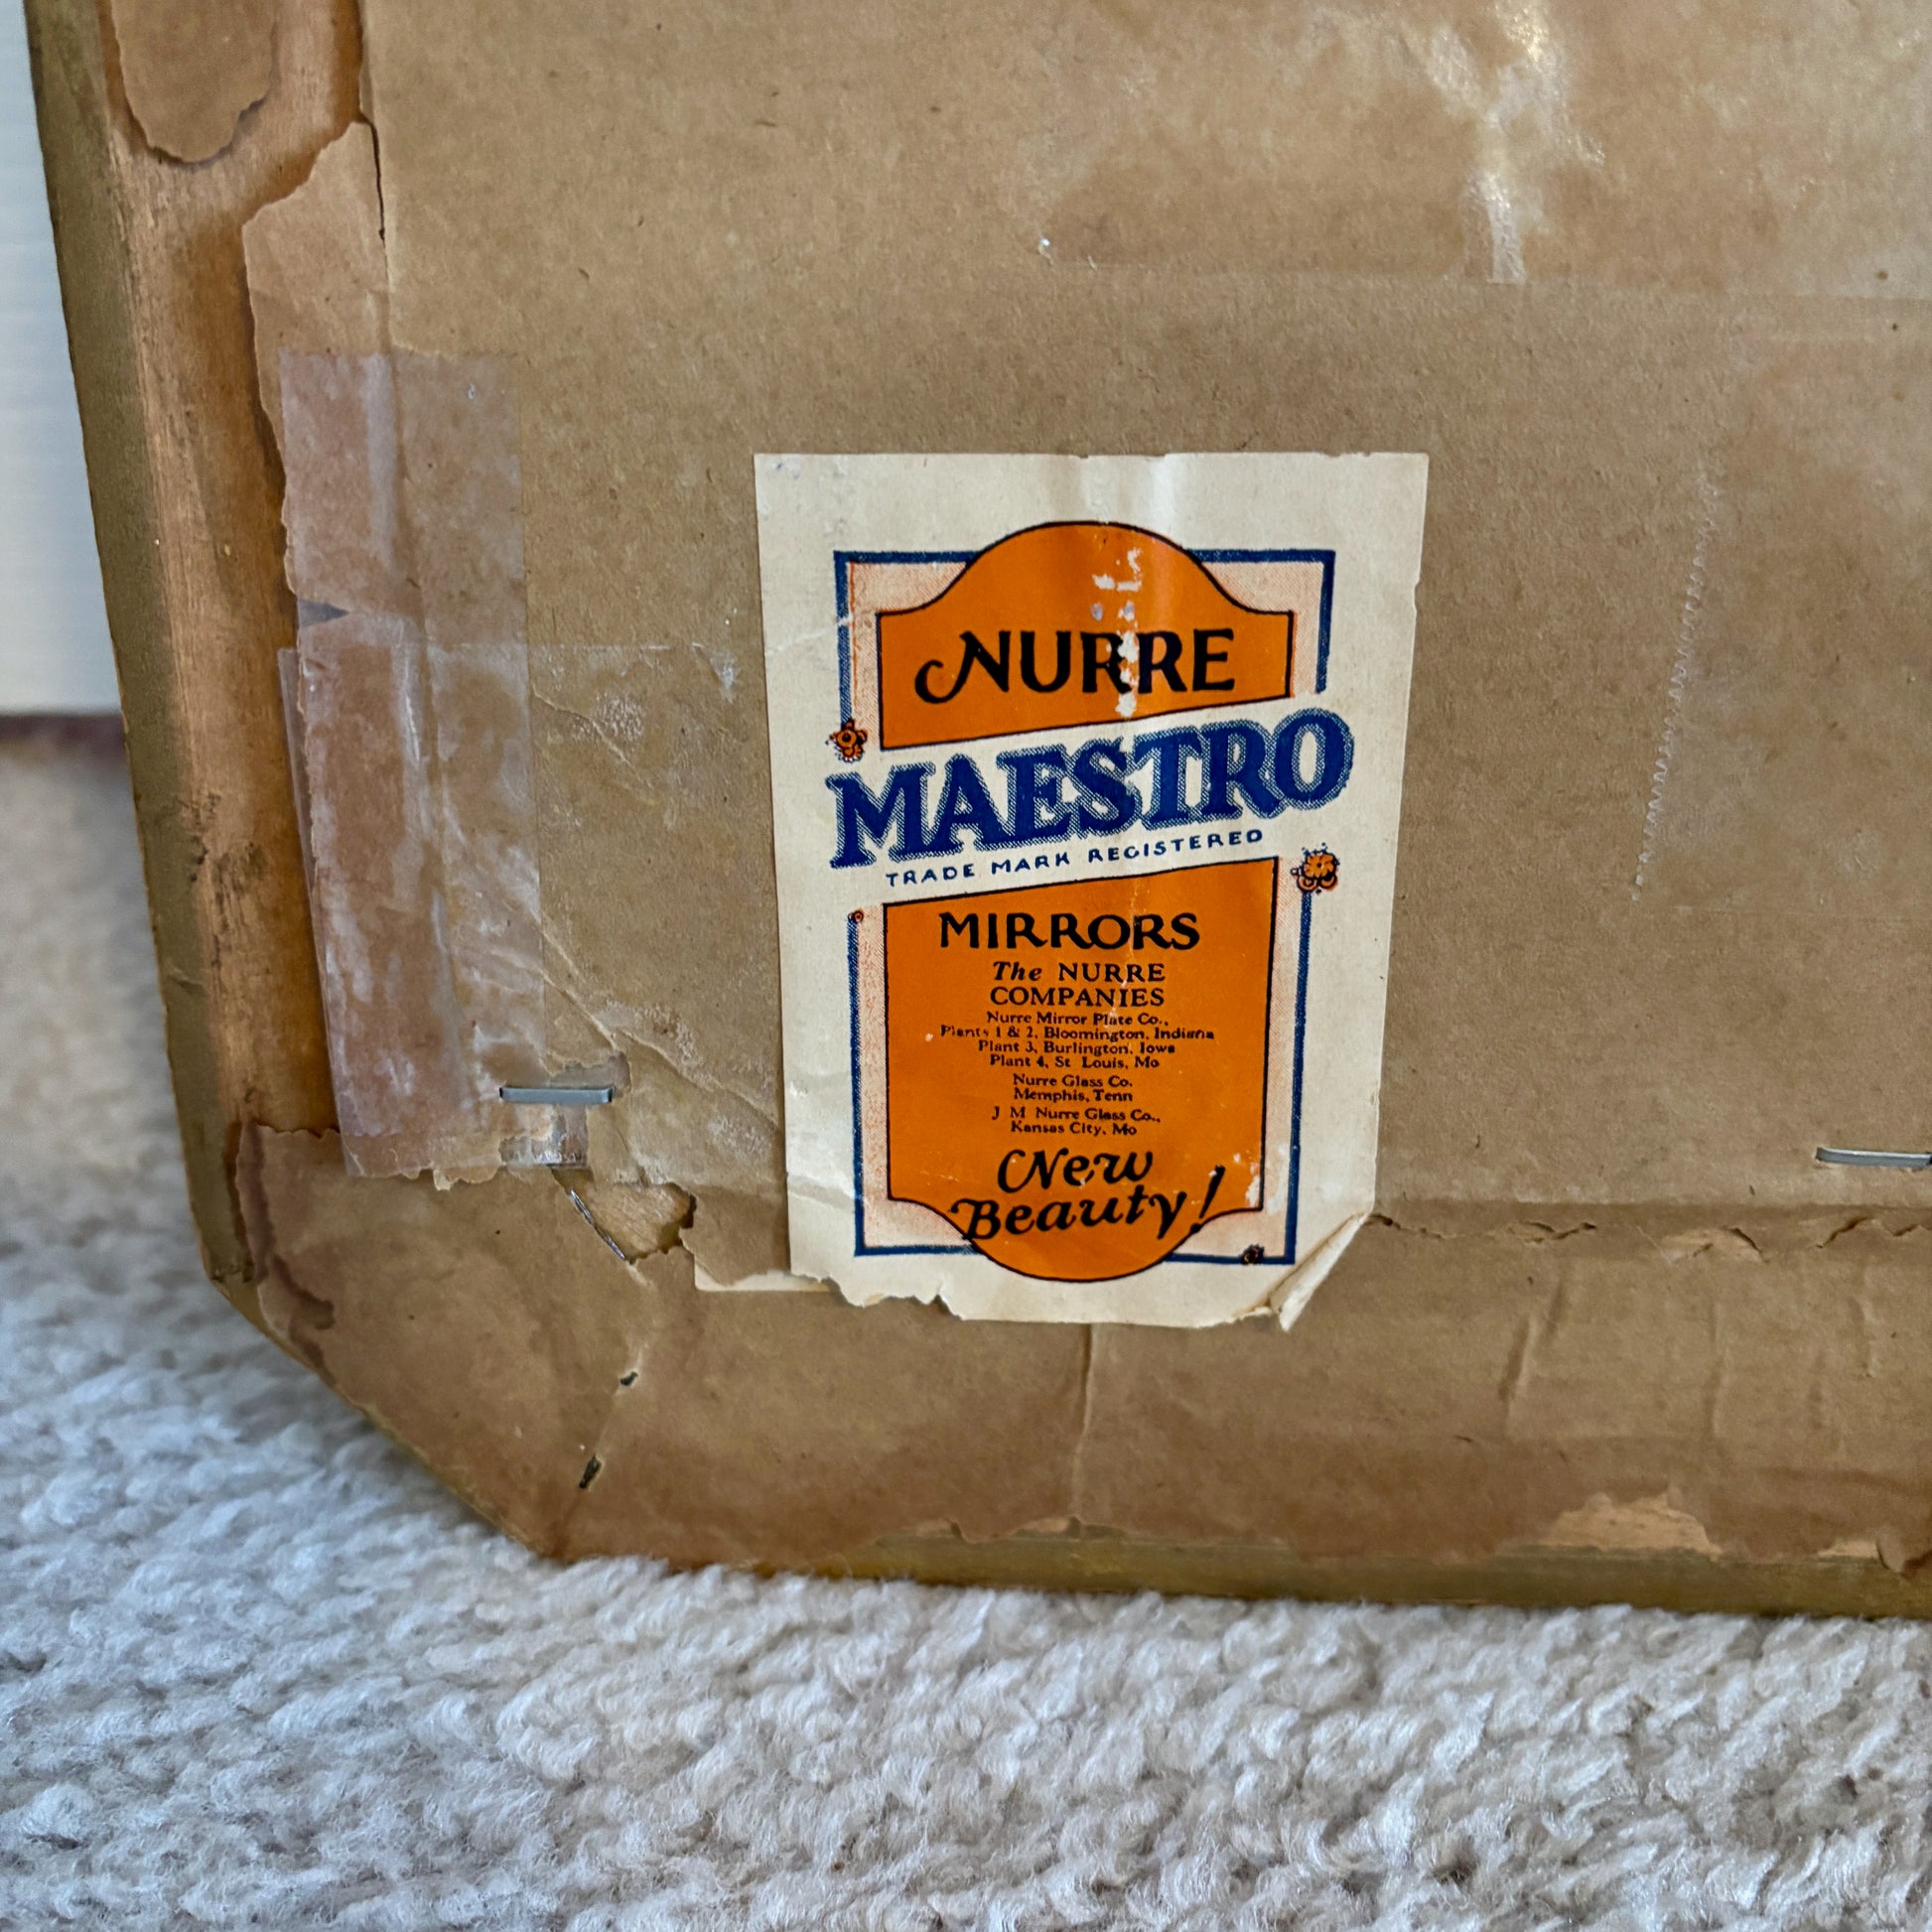 NURRE
MAESTRO
TRADE MARK REGISTERED
MIRRORS
The NURRE
COMPANIES
Nurre Mirror Plate Co.,
Plants 1 & 2, Bloomington, Indiana
Plant 3, Burlington, Iowa
Plant 4, St Louis, Mo
Nurre Glass Co.
Memphis, Tenn
J M Nurre Glass Co.,
Kansas City, Mo
New
Beauty!